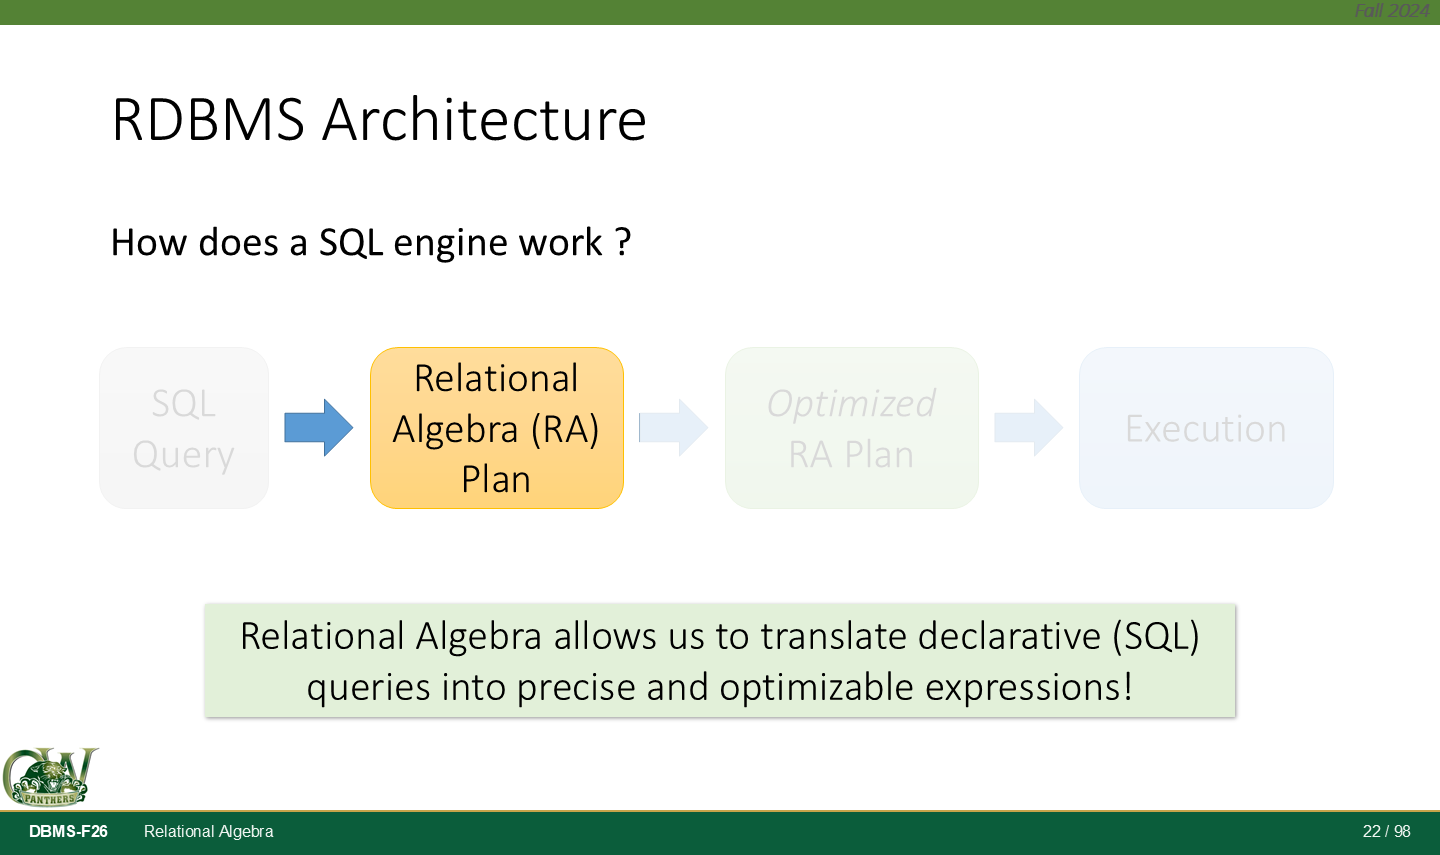 Fall 2024
RDBMS Architecture
How does a SQL engine work ?
SQL
Query
Relational
Algebra (RA)
Plan
Optimized
RA Plan
Execution
Relational Algebra allows us to translate declarative (SQL)
queries into precise and optimizable expressions!
OW
PANTHERS
DBMS-F26 Relational Algebra 22 / 98